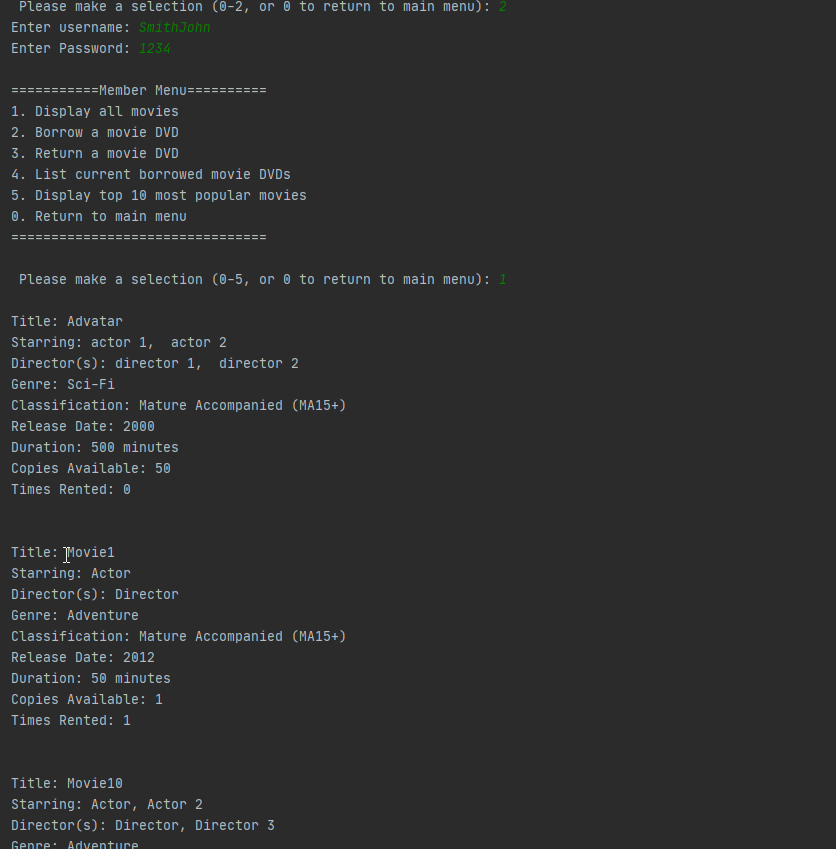 Please make a selection (0-2, or 0 to return to main menu): 2
Enter username: SmithJohn
Enter Password: 1234
===========Member Menu==========
1. Display all movies
2. Borrow a movie DVD
3. Return a movie DVD
4. List current borrowed movie DVDs
5. Display top 10 most popular movies
0. Return to main menu
================================
Please make a selection (0-5, or 0 to return to main menu): 1
Title: Advatar
Starring: actor 1,  actor 2
Director(s): director 1,  director 2
Genre: Sci-Fi
Classification: Mature Accompanied (MA15+)
Release Date: 2000
Duration: 500 minutes
Copies Available: 50
Times Rented: 0
Title: Movie1
Starring: Actor
Director(s): Director
Genre: Adventure
Classification: Mature Accompanied (MA15+)
Release Date: 2012
Duration: 50 minutes
Copies Available: 1
Times Rented: 1
Title: Movie10
Starring: Actor, Actor 2
Director(s): Director, Director 3
Genre: Adventure